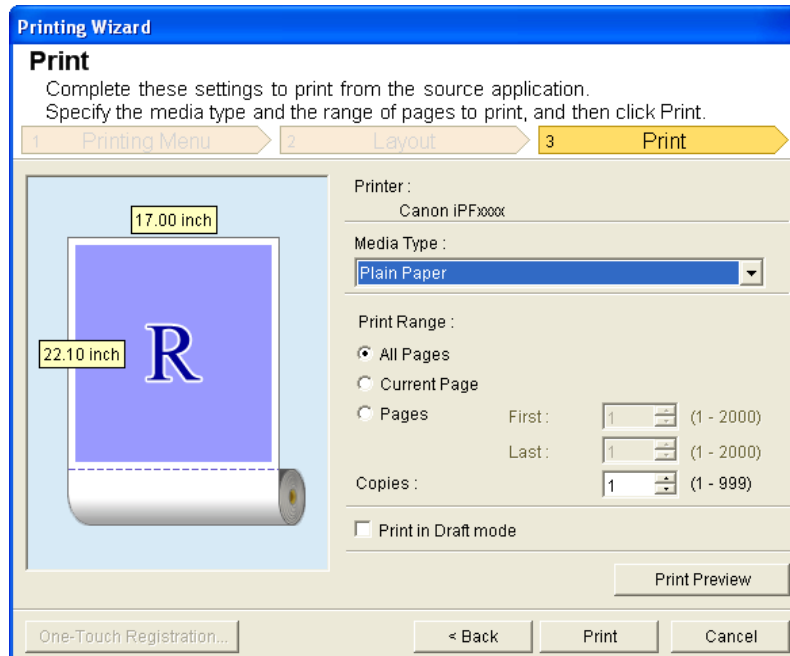 Printing Wizard
Print
Complete these settings to print from the source application.
Specify the media type and the range of pages to print, and then click Print.
1 Printing Menu 2 Layout 3 Print
Printer :
Canon iPFxxxx
17.00 inch
Media Type :
Plain Paper
R
22.10 inch
Print Range :
All Pages
Current Page
Pages First : 1 (1 - 2000)
Last : 1 (1 - 2000)
Copies : 1 (1 - 999)
Print in Draft mode
Print Preview
One-Touch Registration... < Back Print Cancel